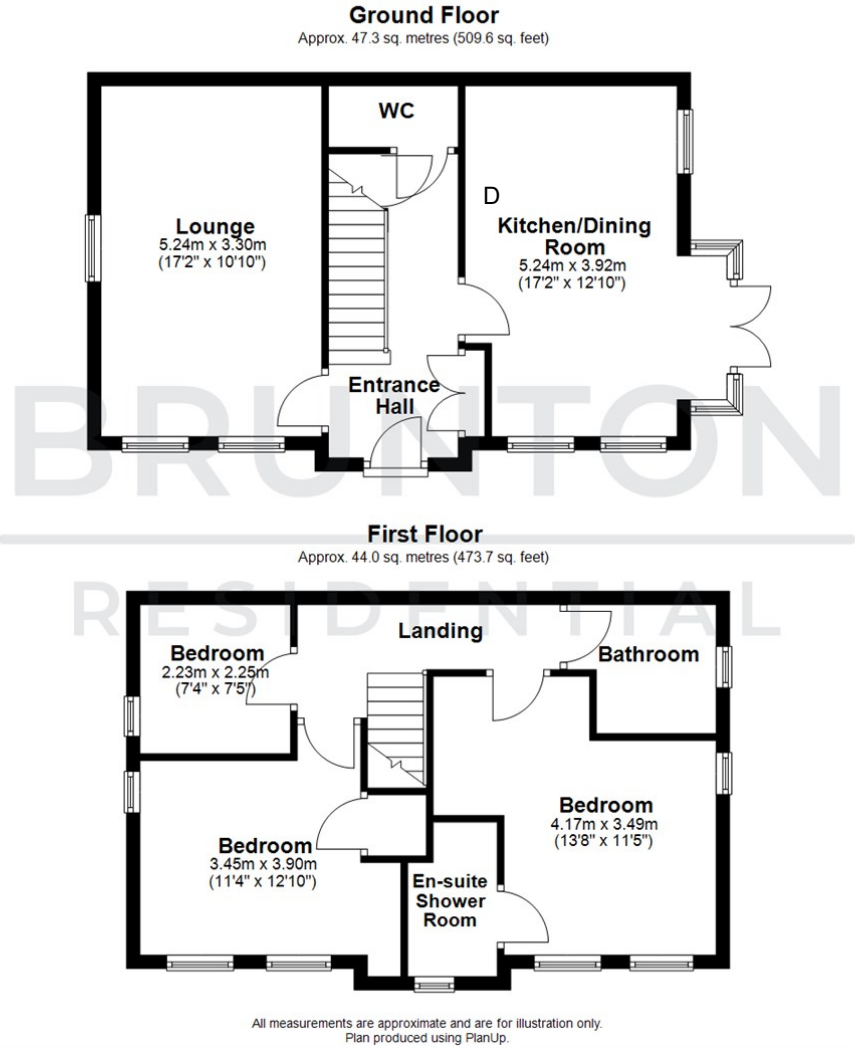 Ground Floor
Approx. 47.3 sq. metres (509.6 sq. feet)
WC
D
Lounge
5.24m x 3.30m
(17'2" x 10'10")
Kitchen/Dining
Room
5.24m x 3.92m
(17'2" x 12'10")
Entrance
Hall
BRUNTON
First Floor
Approx. 44.0 sq. metres (473.7 sq. feet)
RESIDENTIAL
Landing
Bedroom
2.23m x 2.25m
(7'4" x 7'5")
Bathroom
Bedroom
3.45m x 3.90m
(11'4" x 12'10")
Bedroom
4.17m x 3.49m
(13'8" x 11'5")
En-suite
Shower
Room
All measurements are approximate and are for illustration only.
Plan produced using PlanUp.